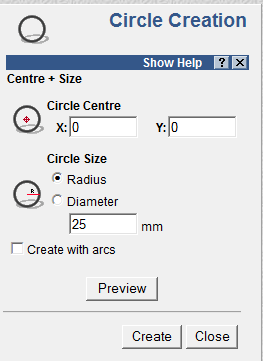 Circle Creation
Show Help ? X
Centre + Size
Circle Centre
X: 0 Y: 0
Circle Size
R Radius
Diameter
25 mm
Create with arcs
Preview
Create Close